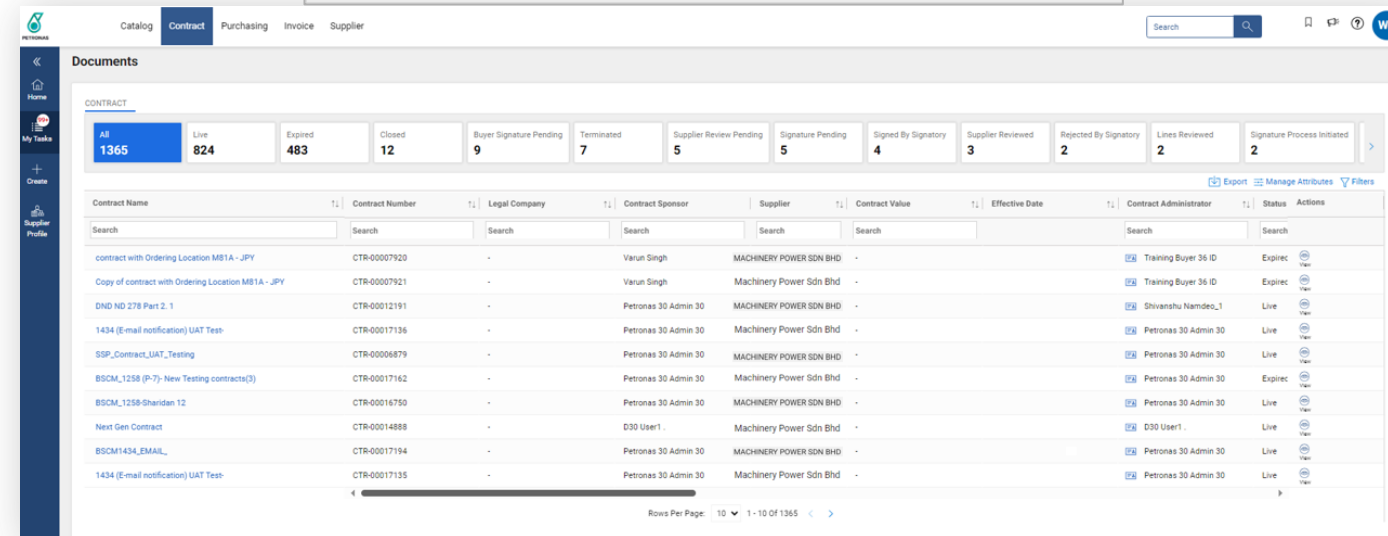 Catalog Contract Purchasing Invoice Supplier Search
PETRONAS
W
Documents
Home
CONTRACT
99+
My Tasks
All Live Expired Closed Buyer Signature Pending Terminated Supplier Review Pending Signature Pending Signed By Signatory Supplier Reviewed Rejected By Signatory Lines Reviewed Signature Process Initiated
1365 824 483 12 9 7 5 5 4 3 2 2 2
Create
Export Manage Attributes Filters
Contract Name Contract Number Legal Company Contract Sponsor Supplier Contract Value Effective Date Contract Administrator Status Actions
Supplier
Profile
Search Search Search Search Search Search Search Search
contract with Ordering Location M81A - JPY CTR-00007920 - Varun Singh MACHINERY POWER SDN BHD - Training Buyer 36 ID Expired View
Copy of contract with Ordering Location M81A - JPY CTR-00007921 - Varun Singh Machinery Power Sdn Bhd - Training Buyer 36 ID Expired View
DND ND 278 Part 2. 1 CTR-00012191 - Petronas 30 Admin 30 MACHINERY POWER SDN BHD - Shivanshu Namdeo_1 Live View
1434 (E-mail notification) UAT Test- CTR-00017136 - Petronas 30 Admin 30 Machinery Power Sdn Bhd - Petronas 30 Admin 30 Live View
SSP_Contract_UAT_Testing CTR-00006879 - Petronas 30 Admin 30 MACHINERY POWER SDN BHD - Petronas 30 Admin 30 Live View
BSCM_1258 (P-7)- New Testing contracts(3) CTR-00017162 - Petronas 30 Admin 30 Machinery Power Sdn Bhd - Petronas 30 Admin 30 Expired View
BSCM_1258-Sharidan 12 CTR-00016750 - Petronas 30 Admin 30 MACHINERY POWER SDN BHD - Petronas 30 Admin 30 Live View
Next Gen Contract CTR-00014888 - D30 User1 . Machinery Power Sdn Bhd - D30 User1 . Live View
BSCM1434_EMAIL_ CTR-00017194 - Petronas 30 Admin 30 MACHINERY POWER SDN BHD - Petronas 30 Admin 30 Live View
1434 (E-mail notification) UAT Test- CTR-00017135 - Petronas 30 Admin 30 Machinery Power Sdn Bhd - Petronas 30 Admin 30 Live View
Rows Per Page: 10 1 - 10 Of 1365